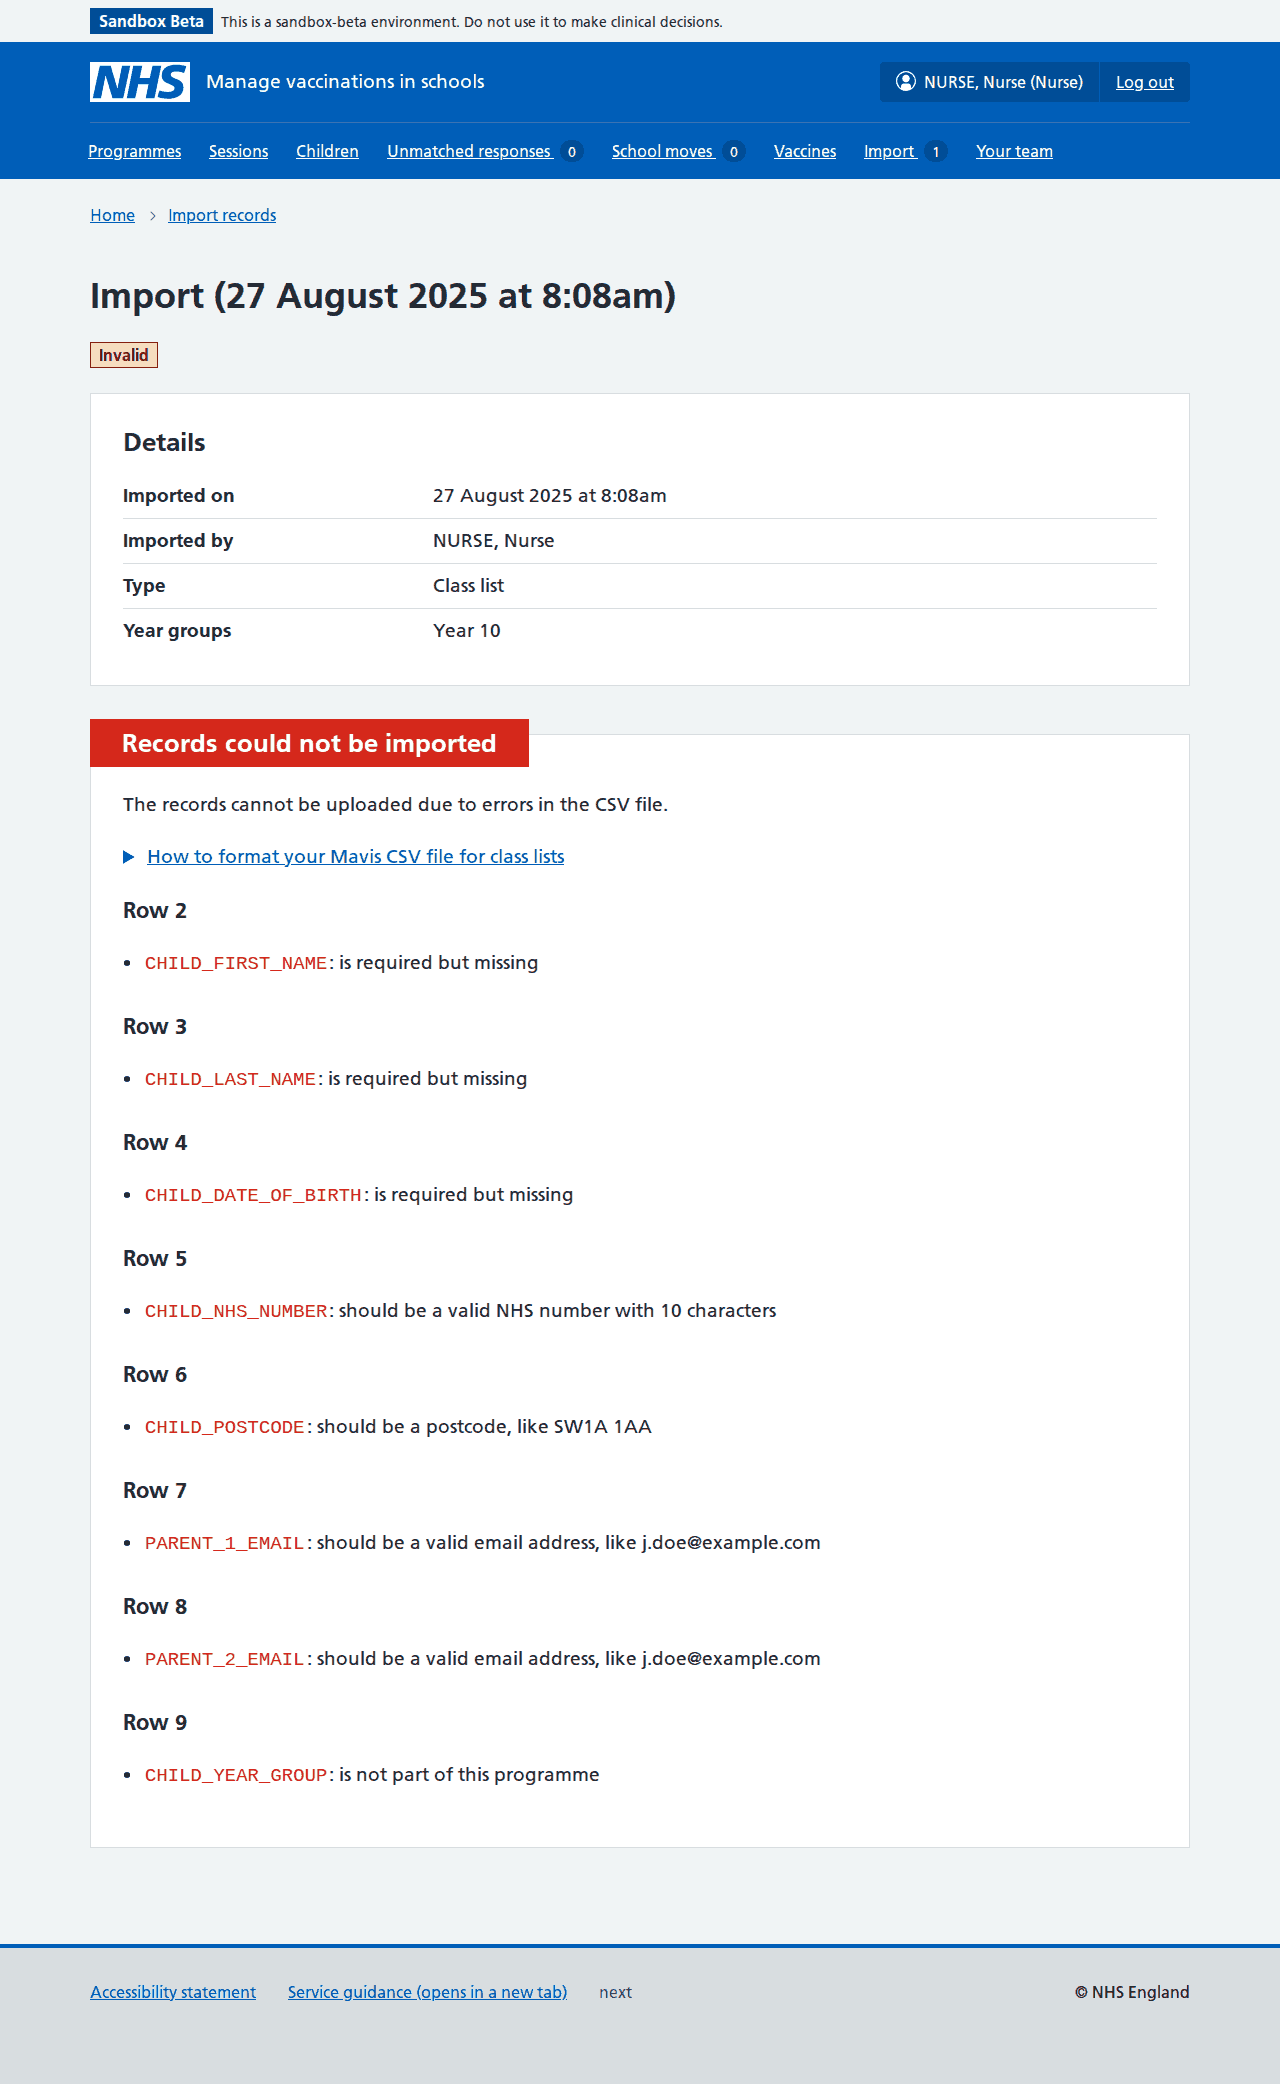 Sandbox Beta This is a sandbox-beta environment. Do not use it to make clinical decisions.
NHS Manage vaccinations in schools NURSE, Nurse (Nurse) Log out
Programmes Sessions Children Unmatched responses 0 School moves 0 Vaccines Import 1 Your team
Home Import records
Import (27 August 2025 at 8:08am)
Invalid
Details
Imported on 27 August 2025 at 8:08am
Imported by NURSE, Nurse
Type Class list
Year groups Year 10
Records could not be imported
The records cannot be uploaded due to errors in the CSV file.
How to format your Mavis CSV file for class lists
Row 2
• CHILD_FIRST_NAME: is required but missing
Row 3
• CHILD_LAST_NAME: is required but missing
Row 4
• CHILD_DATE_OF_BIRTH: is required but missing
Row 5
• CHILD_NHS_NUMBER: should be a valid NHS number with 10 characters
Row 6
• CHILD_POSTCODE: should be a postcode, like SW1A 1AA
Row 7
• PARENT_1_EMAIL: should be a valid email address, like j.doe@example.com
Row 8
• PARENT_2_EMAIL: should be a valid email address, like j.doe@example.com
Row 9
• CHILD_YEAR_GROUP: is not part of this programme
Accessibility statement Service guidance (opens in a new tab) next © NHS England